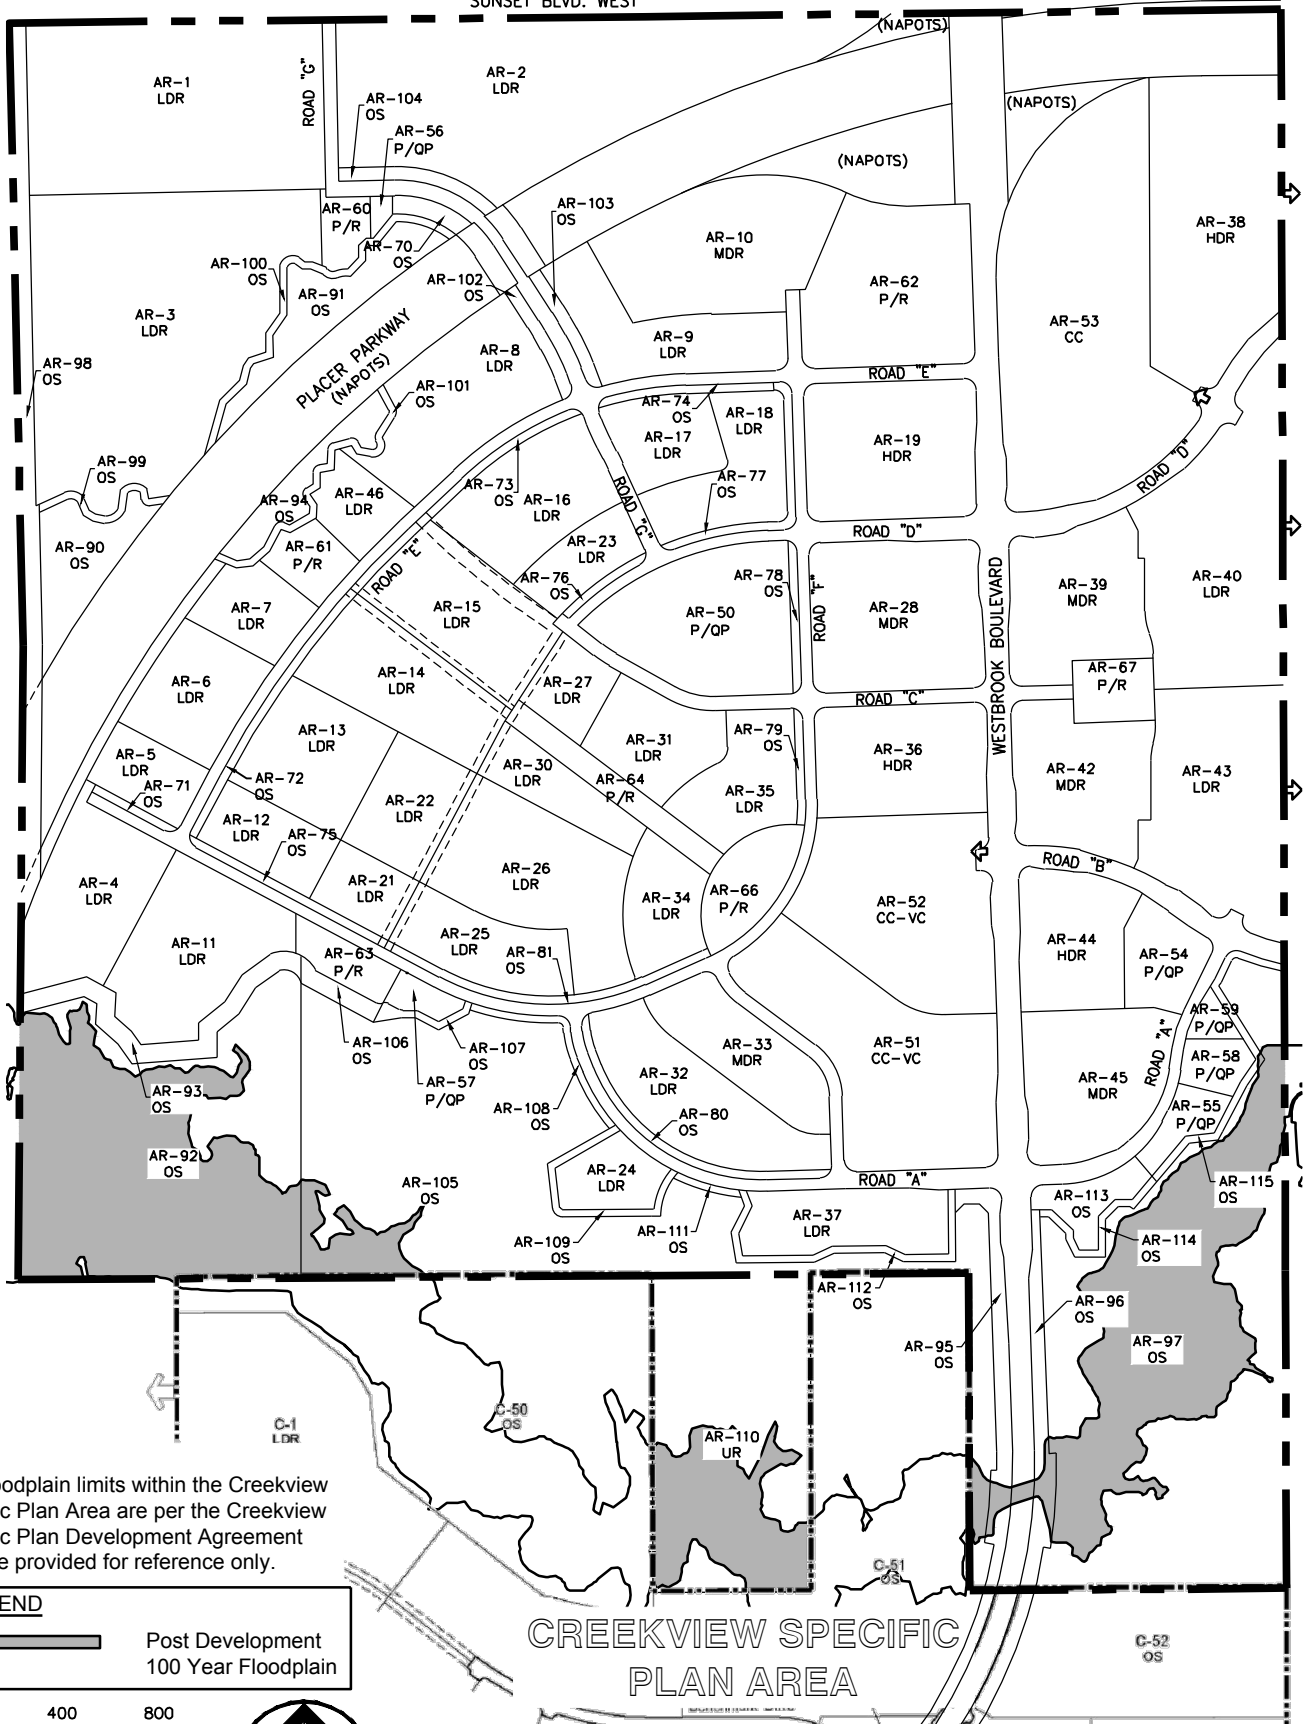 SUNSET BLVD. WEST
(NAPOTS)
AR-1
LDR
ROAD "G"
AR-2
LDR
AR-104
OS
AR-56
P/QP
(NAPOTS)
(NAPOTS)
AR-60
P/R
AR-103
OS
AR-38
HDR
AR-70
OS
AR-10
MDR
AR-100
OS
AR-102
OS
AR-62
P/R
AR-91
OS
AR-3
LDR
PLACER PARKWAY
(NAPOTS)
AR-8
LDR
AR-9
LDR
AR-53
CC
AR-98
OS
ROAD "E"
AR-101
OS
AR-74
OS
AR-18
LDR
AR-17
LDR
AR-19
HDR
AR-99
OS
AR-73
OS
AR-77
OS
ROAD "D"
AR-94
OS
AR-46
LDR
AR-16
LDR
ROAD "G"
ROAD "D"
AR-90
OS
AR-61
P/R
ROAD "E"
AR-23
LDR
AR-76
OS
AR-78
OS
AR-39
MDR
AR-40
LDR
AR-7
LDR
AR-15
LDR
AR-50
P/QP
ROAD "F"
AR-28
MDR
WESTBROOK BOULEVARD
AR-6
LDR
AR-14
LDR
AR-27
LDR
AR-67
P/R
ROAD "C"
AR-13
LDR
AR-31
LDR
AR-79
OS
AR-5
LDR
AR-71
OS
AR-72
OS
AR-30
LDR
AR-64
P/R
AR-36
HDR
AR-42
MDR
AR-43
LDR
AR-12
LDR
AR-75
OS
AR-22
LDR
AR-35
LDR
ROAD "B"
AR-4
LDR
AR-21
LDR
AR-26
LDR
AR-34
LDR
AR-66
P/R
AR-52
CC-VC
AR-11
LDR
AR-63
P/R
AR-25
LDR
AR-81
OS
AR-44
HDR
AR-54
P/QP
AR-59
P/QP
AR-106
OS
AR-107
OS
AR-33
MDR
AR-51
CC-VC
ROAD "A"
AR-58
P/QP
AR-93
OS
AR-57
P/QP
AR-32
LDR
AR-45
MDR
AR-108
OS
AR-80
OS
AR-55
P/QP
AR-92
OS
AR-105
OS
AR-24
LDR
ROAD "A"
AR-115
OS
AR-113
OS
AR-37
LDR
AR-109
OS
AR-111
OS
AR-114
OS
AR-112
OS
AR-96
OS
AR-95
OS
AR-97
OS
C-1
LDR
C-50
OS
AR-110
UR
oodplain limits within the Creekview
c Plan Area are per the Creekview
c Plan Development Agreement
e provided for reference only.
C-51
OS
END
Post Development
100 Year Floodplain
CREEKVIEW SPECIFIC
PLAN AREA
C-52
OS
400 800